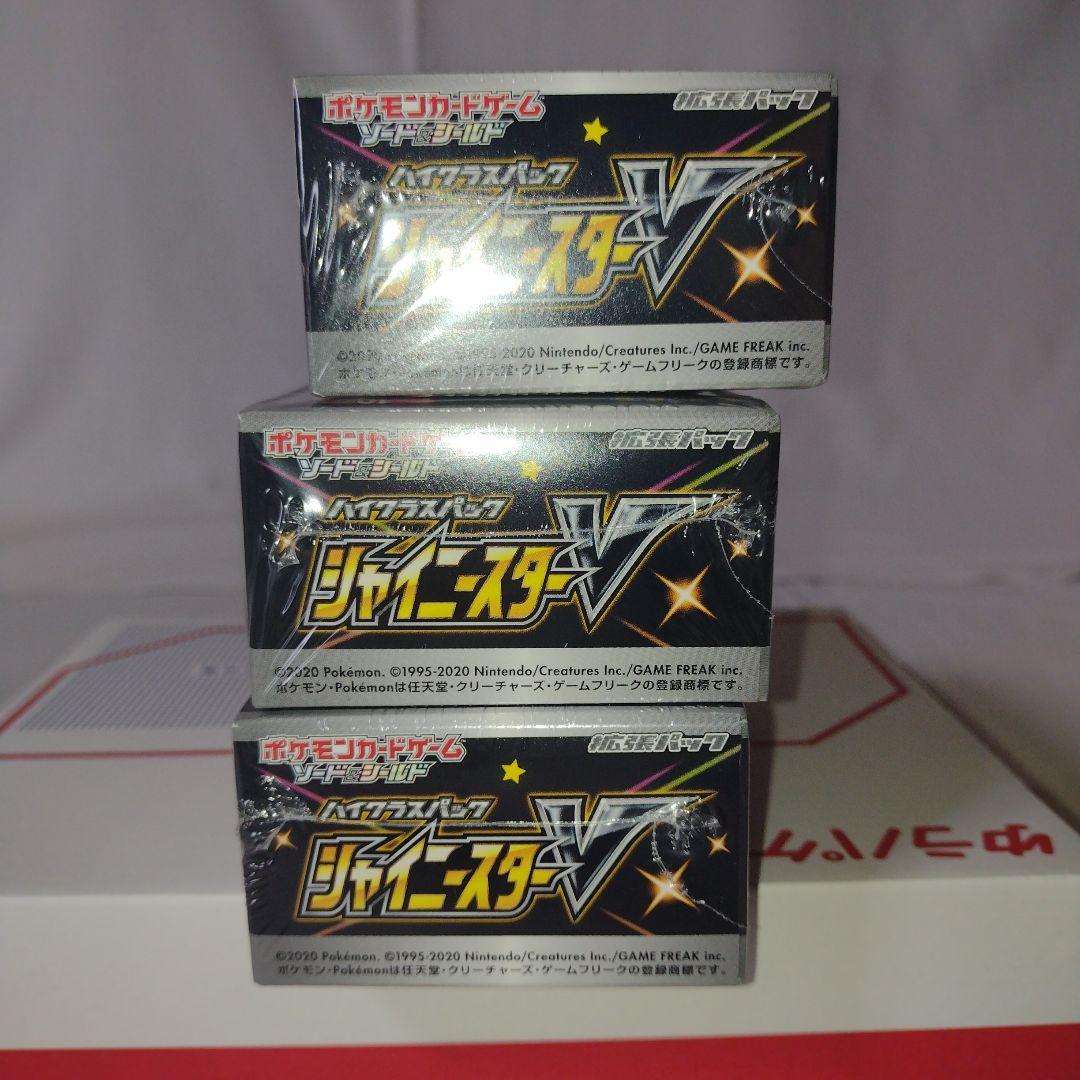 ポケモンカードゲーム 拡張パック
ソード&シールド
ハイクラスパック
シャイニースターV
©2020 1995-2020 Nintendo/Creatures Inc./GAME FREAK inc.
ポケモン・Pokémonは任天堂・クリーチャーズ・ゲームフリークの登録商標です。
ポケモンカードゲーム 拡張パック
ソード&シールド
ハイクラスパック
シャイニースターV
©2020 Pokémon. ©1995-2020 Nintendo/Creatures Inc./GAME FREAK inc.
ポケモン・Pokémonは任天堂・クリーチャーズ・ゲームフリークの登録商標です。
ポケモンカードゲーム 拡張パック
ソード&シールド
ハイクラスパック
シャイニースターV
©2020 Pokémon. ©1995-2020 Nintendo/Creatures Inc./GAME FREAK inc.
ポケモン・Pokémonは任天堂・クリーチャーズ・ゲームフリークの登録商標です。
ゆうパケ